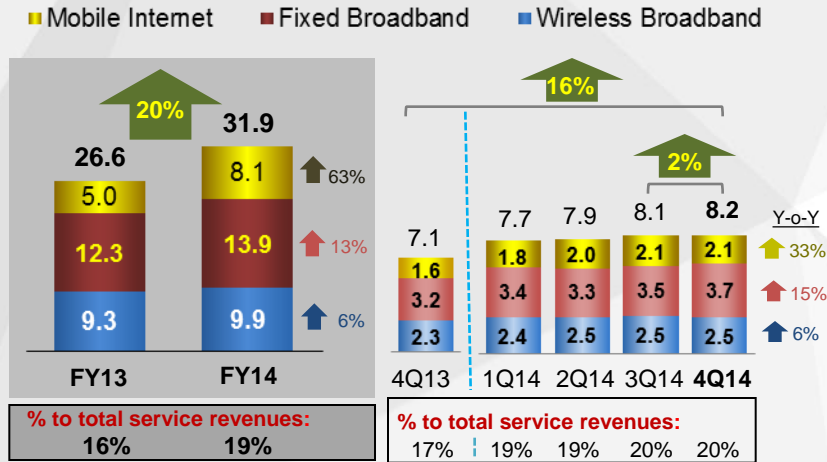 Mobile Internet Fixed Broadband Wireless Broadband
20%
31.9
26.6
5.0 8.1 63%
12.3 13.9 13%
9.3 9.9 6%
FY13 FY14
% to total service revenues:
16% 19%
16%
2%
7.1 7.7 7.9 8.1 8.2 Y-o-Y
1.6 1.8 2.0 2.1 2.1 33%
3.2 3.4 3.3 3.5 3.7 15%
2.3 2.4 2.5 2.5 2.5 6%
4Q13 1Q14 2Q14 3Q14 4Q14
% to total service revenues:
17% 19% 19% 20% 20%